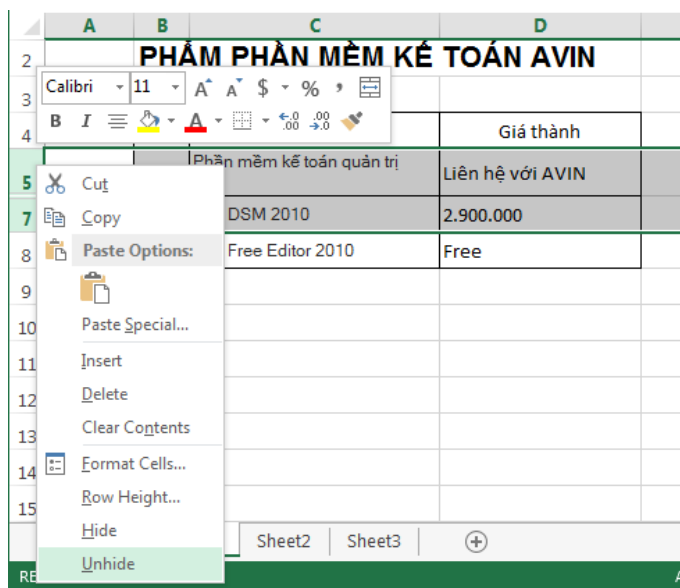 A B C D
2 PHẨM PHẦN MỀM KẾ TOÁN AVIN
Calibri 11 A A $ % ,
3
B I A .00 .00
4 Giá thành
5 Phần mềm kế toán quản trị Liên hệ với AVIN
7 DSM 2010 2.900.000
8 Free Editor 2010 Free
9
10
11
12
13
14
15
Cut
Copy
Paste Options:
Paste Special...
Insert
Delete
Clear Contents
Format Cells...
Row Height...
Hide
Unhide
Sheet2 Sheet3
RE